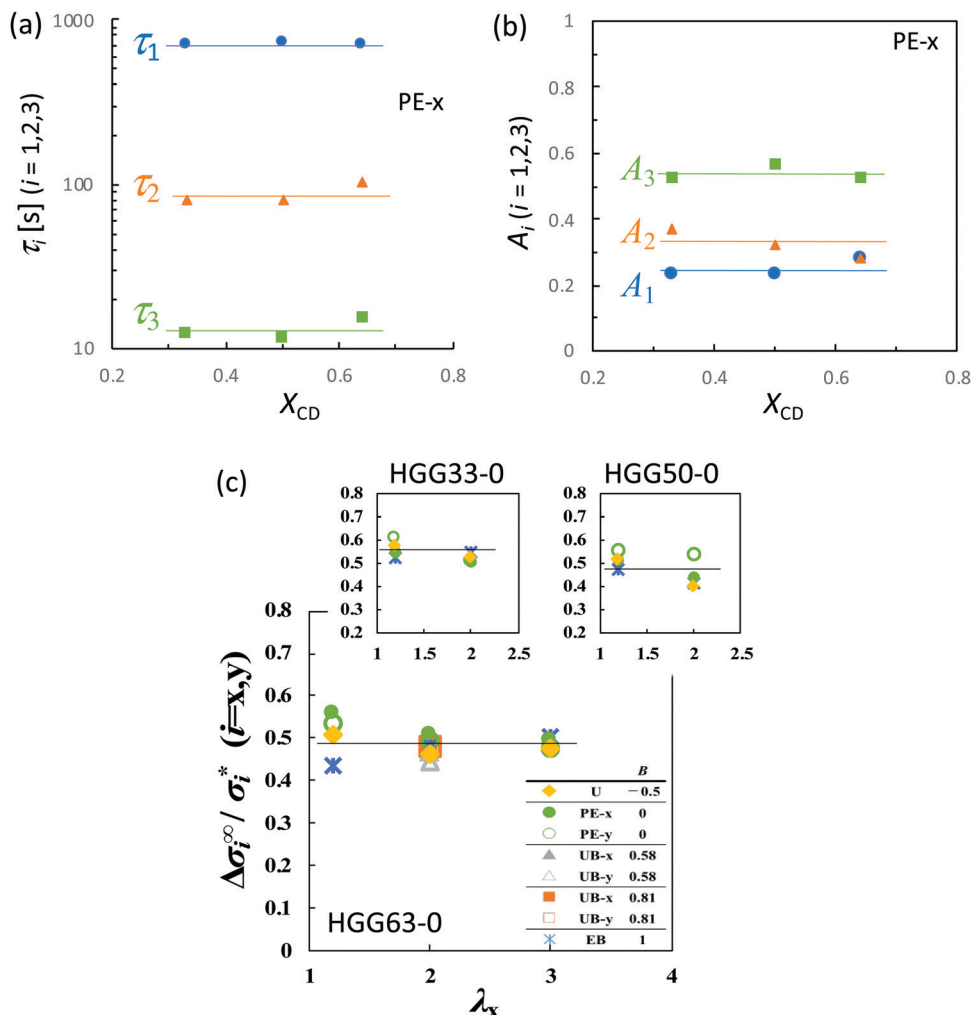 (a)
1000
100
10
τ₁
τ₂
τ₃
PE-x
τᵢ [s] (i = 1,2,3)
0.2 0.4 0.6 0.8
X_CD
(b)
1
0.8
0.6
0.4
0.2
0
PE-x
A₃
A₂
A₁
Aᵢ (i = 1,2,3)
0.2 0.4 0.6 0.8
X_CD
(c)
HGG33-0
0.8
0.7
0.6
0.5
0.4
0.3
0.2
1 1.5 2 2.5
HGG50-0
0.8
0.7
0.6
0.5
0.4
0.3
0.2
1 1.5 2 2.5
Δσᵢ^∞/ σᵢ* (i=x,y)
0.8
0.7
0.6
0.5
0.4
0.3
0.2
0.1
0
B
U −0.5
PE-x 0
PE-y 0
UB-x 0.58
UB-y 0.58
UB-x 0.81
UB-y 0.81
EB 1
HGG63-0
1 2 3 4
λₓ